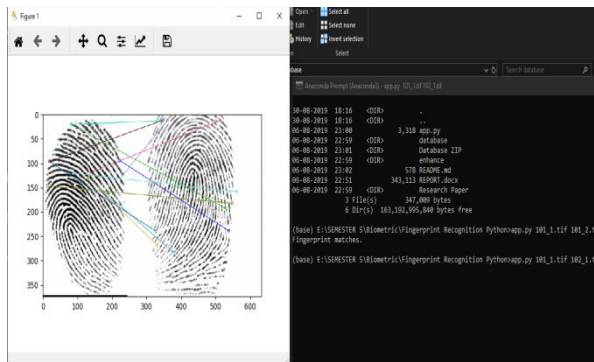 Figure 1
0
50
100
150
200
250
300
350
0 100 200 300 400 500 600
Open
Select all
Edit
Select none
History
Invert selection
Select
base
Search database
Anaconda Prompt (Anaconda3) - app.py 101_1.tif 102_1.tif
30-08-2019 18:16 <DIR> .
30-08-2019 18:16 <DIR> ..
06-08-2019 23:00 3,318 app.py
06-08-2019 22:59 <DIR> database
06-08-2019 23:01 <DIR> Database ZIP
06-08-2019 22:59 <DIR> enhance
06-08-2019 23:02 578 README.md
06-08-2019 22:51 343,113 REPORT.docx
06-08-2019 22:59 <DIR> Research Paper
3 File(s) 347,009 bytes
6 Dir(s) 163,192,995,840 bytes free
(base) E:\SEMESTER 5\Biometric\Fingerprint Recognition Python>app.py 101_1.tif 101_2.t
Fingerprint matches.
(base) E:\SEMESTER 5\Biometric\Fingerprint Recognition Python>app.py 101_1.tif 102_1.t